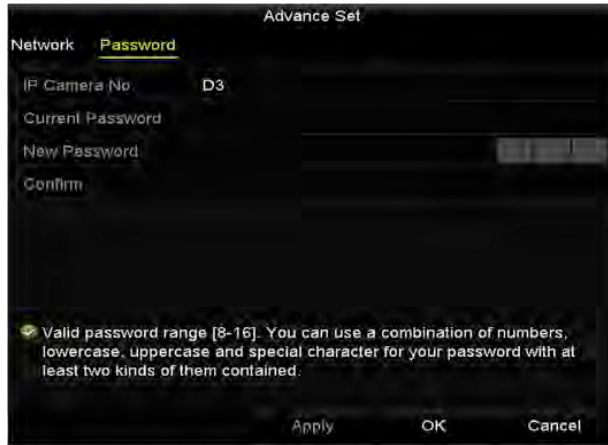 Advance Set
Network Password
IP Camera No D3
Current Password
New Password
Confirm
Valid password range [8-16]. You can use a combination of numbers,
lowercase, uppercase and special character for your password with at
least two kinds of them contained.
Apply OK Cancel